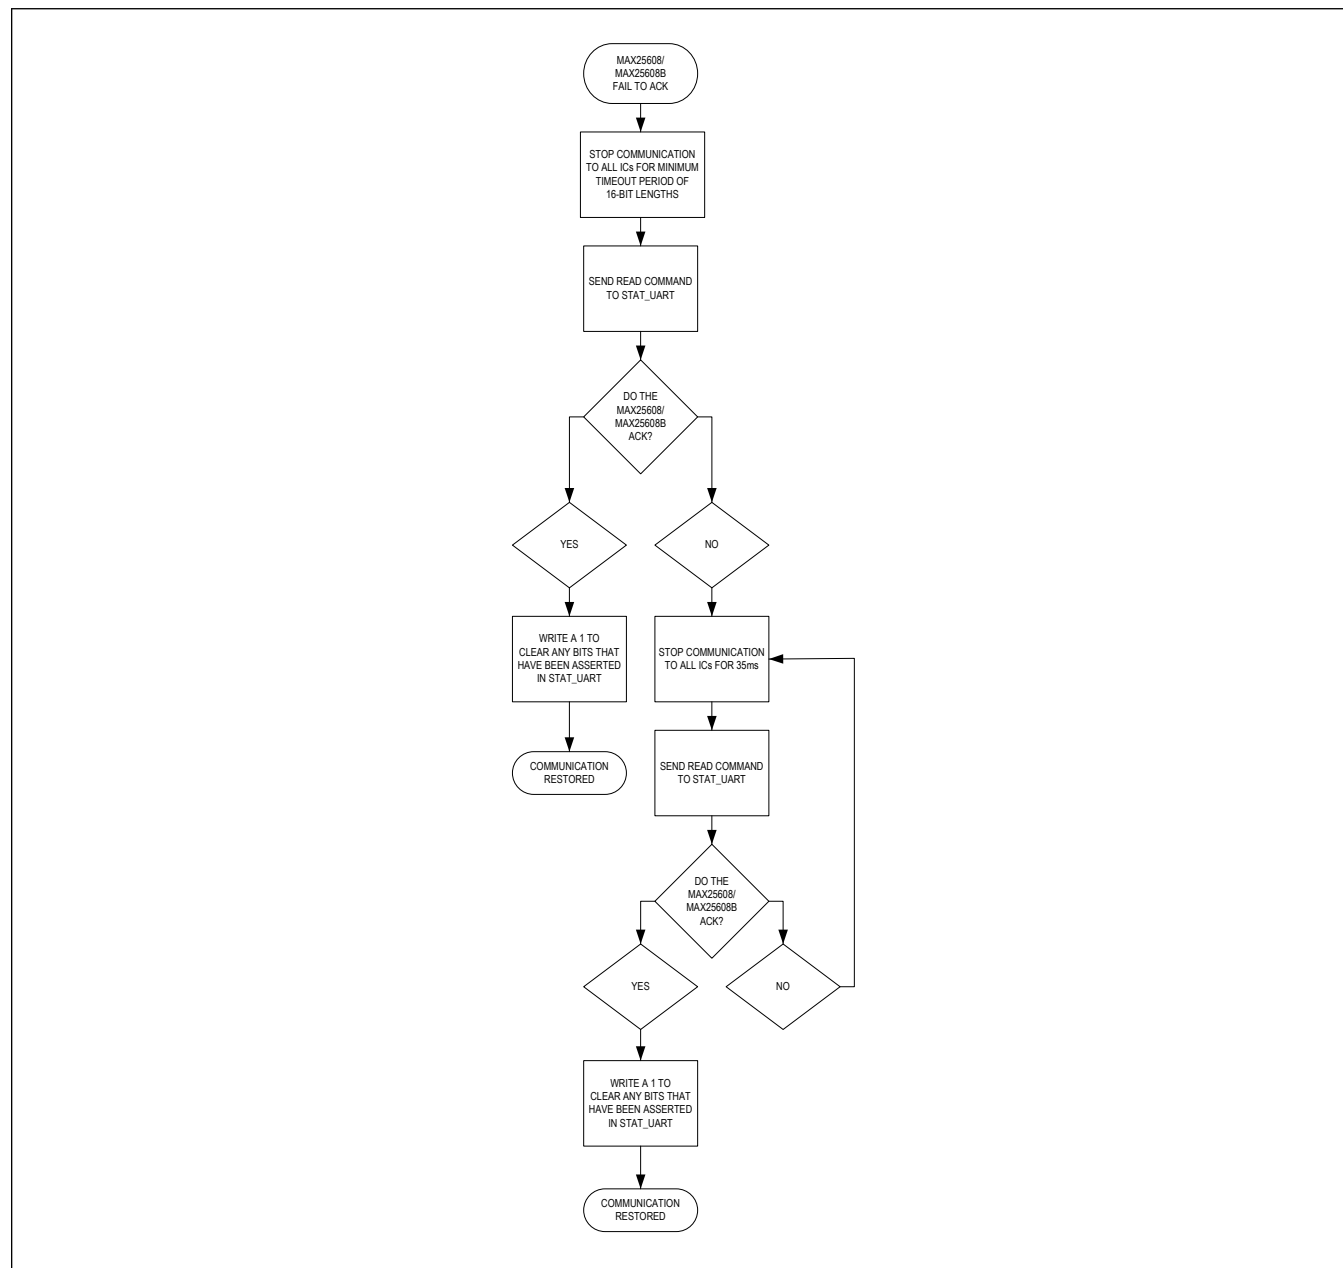 MAX25608/
MAX25608B
FAIL TO ACK
STOP COMMUNICATION
TO ALL ICs FOR MINIMUM
TIMEOUT PERIOD OF
16-BIT LENGTHS
SEND READ COMMAND
TO STAT_UART
DO THE
MAX25608/
MAX25608B
ACK?
YES
NO
WRITE A 1 TO
CLEAR ANY BITS THAT
HAVE BEEN ASSERTED
IN STAT_UART
STOP COMMUNICATION
TO ALL ICs FOR 35ms
COMMUNICATION
RESTORED
SEND READ COMMAND
TO STAT_UART
DO THE
MAX25608/
MAX25608B
ACK?
YES
NO
WRITE A 1 TO
CLEAR ANY BITS THAT
HAVE BEEN ASSERTED
IN STAT_UART
COMMUNICATION
RESTORED